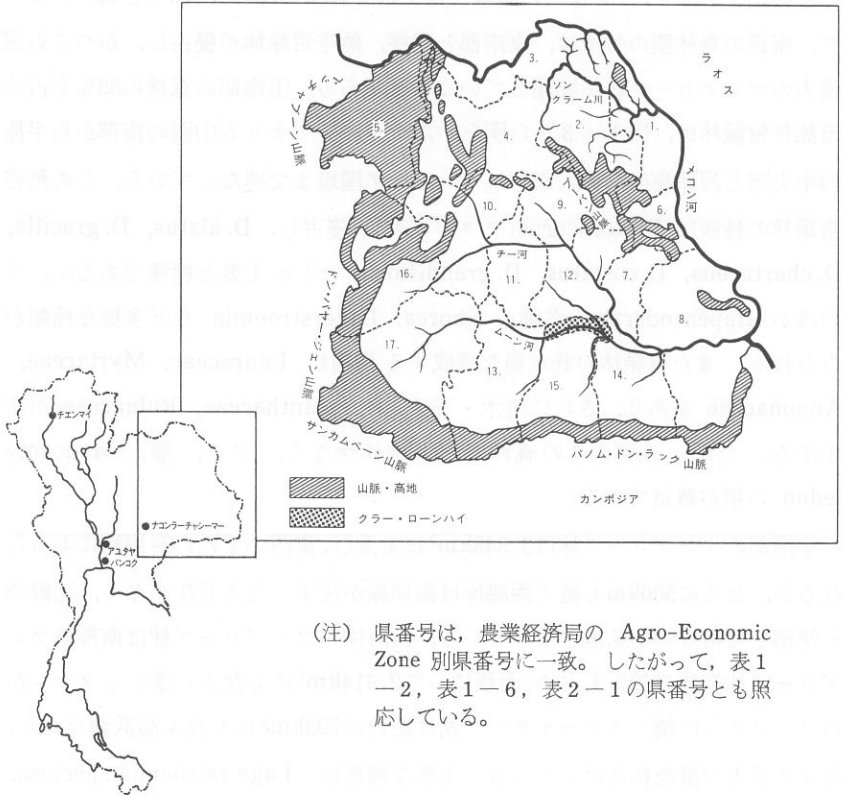 3.
ラオス
クラーム川
4.
2.
1.
5.
メコン河
6.
9.
10.
チー河
16.
11.
12.
7.
8.
ムーン河
17.
13.
15.
14.
サンカムペーン山脈
パノム・ドン・ラック山脈
カンボジア
山脈・高地
クラー・ローンハイ
チエンマイ
ナコンラーチャシーマー
アユタヤ
バンコク
(注) 県番号は,農業経済局の Agro-Economic
Zone 別県番号に一致。したがって,表1
−2,表1−6,表2−1の県番号とも照
応している。